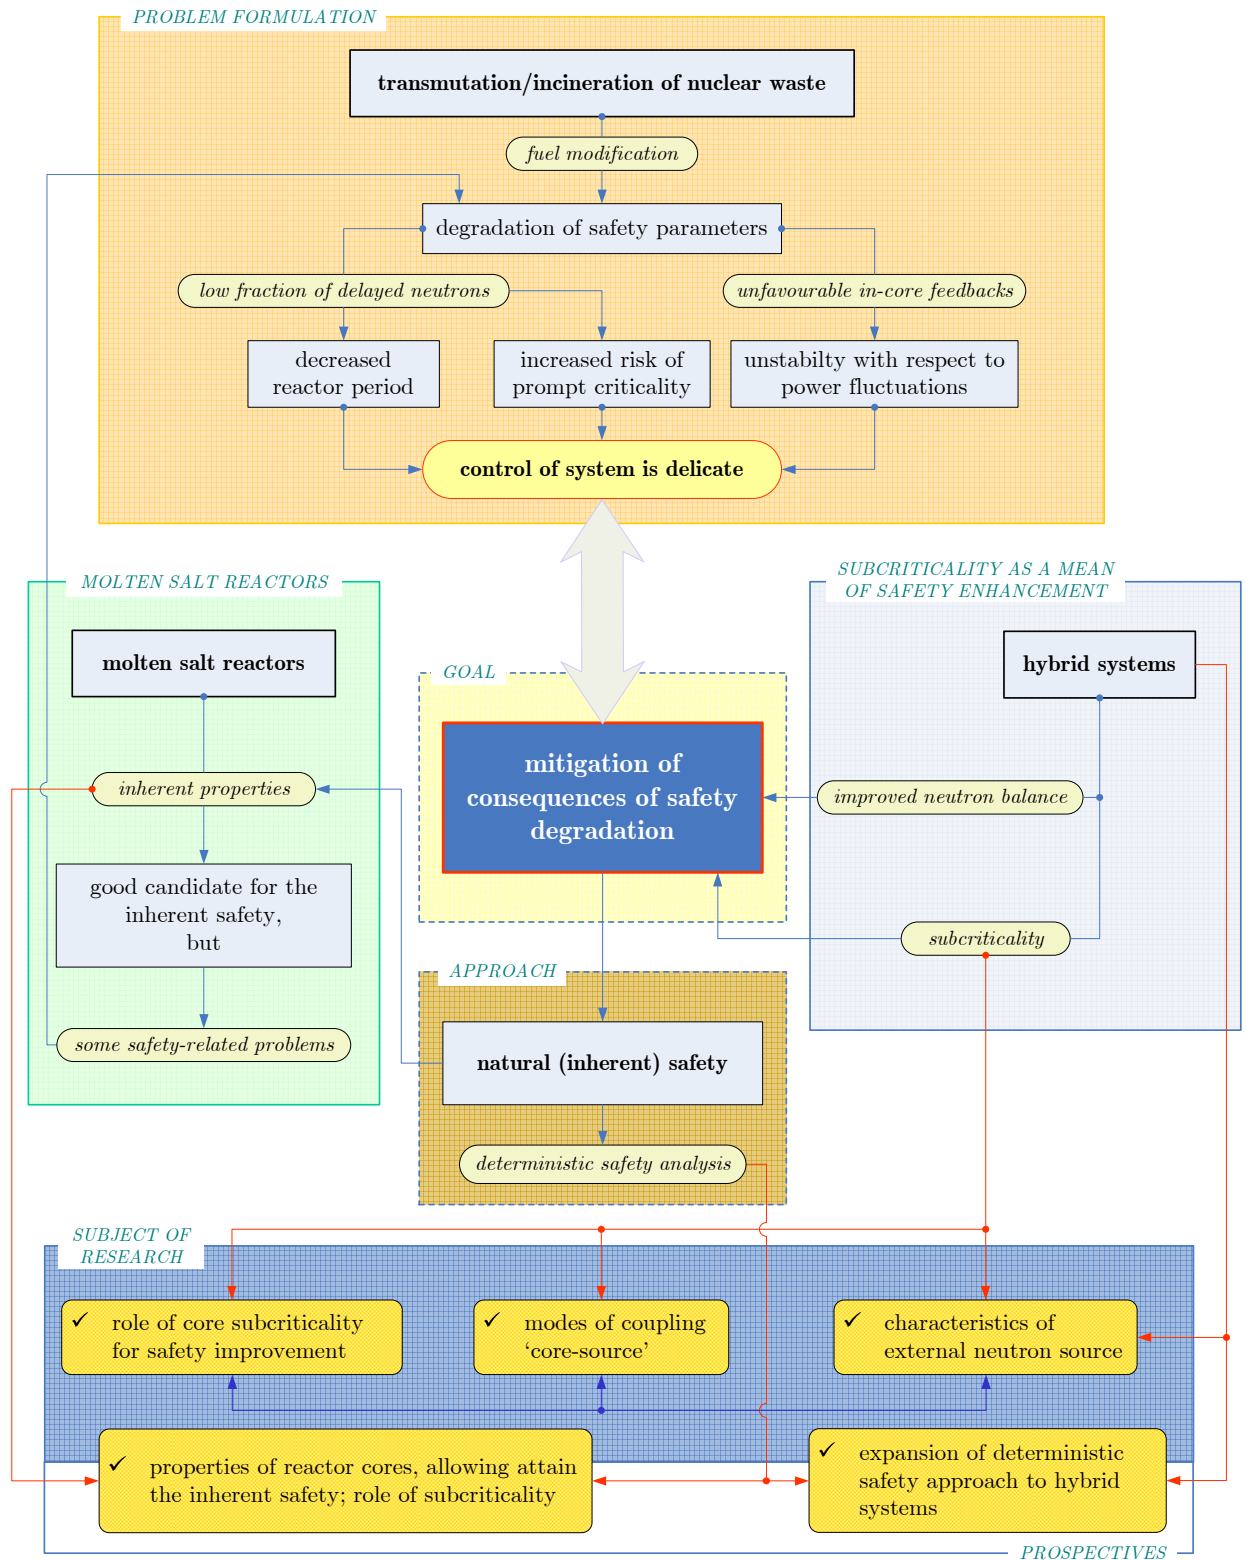 PROBLEM FORMULATION
transmutation/incineration of nuclear waste
fuel modification
degradation of safety parameters
low fraction of delayed neutrons
unfavourable in-core feedbacks
decreased
reactor period
increased risk of
prompt criticality
unstabilty with respect to
power fluctuations
control of system is delicate
MOLTEN SALT REACTORS
molten salt reactors
inherent properties
good candidate for the
inherent safety,
but
some safety-related problems
GOAL
mitigation of
consequences of safety
degradation
SUBCRITICALITY AS A MEAN
OF SAFETY ENHANCEMENT
hybrid systems
improved neutron balance
subcriticality
APPROACH
natural (inherent) safety
deterministic safety analysis
SUBJECT OF
RESEARCH
✓ role of core subcriticality
for safety improvement
✓ modes of coupling
‘core-source’
✓ characteristics of
external neutron source
✓ properties of reactor cores, allowing attain
the inherent safety; role of subcriticality
✓ expansion of deterministic
safety approach to hybrid
systems
PROSPECTIVES